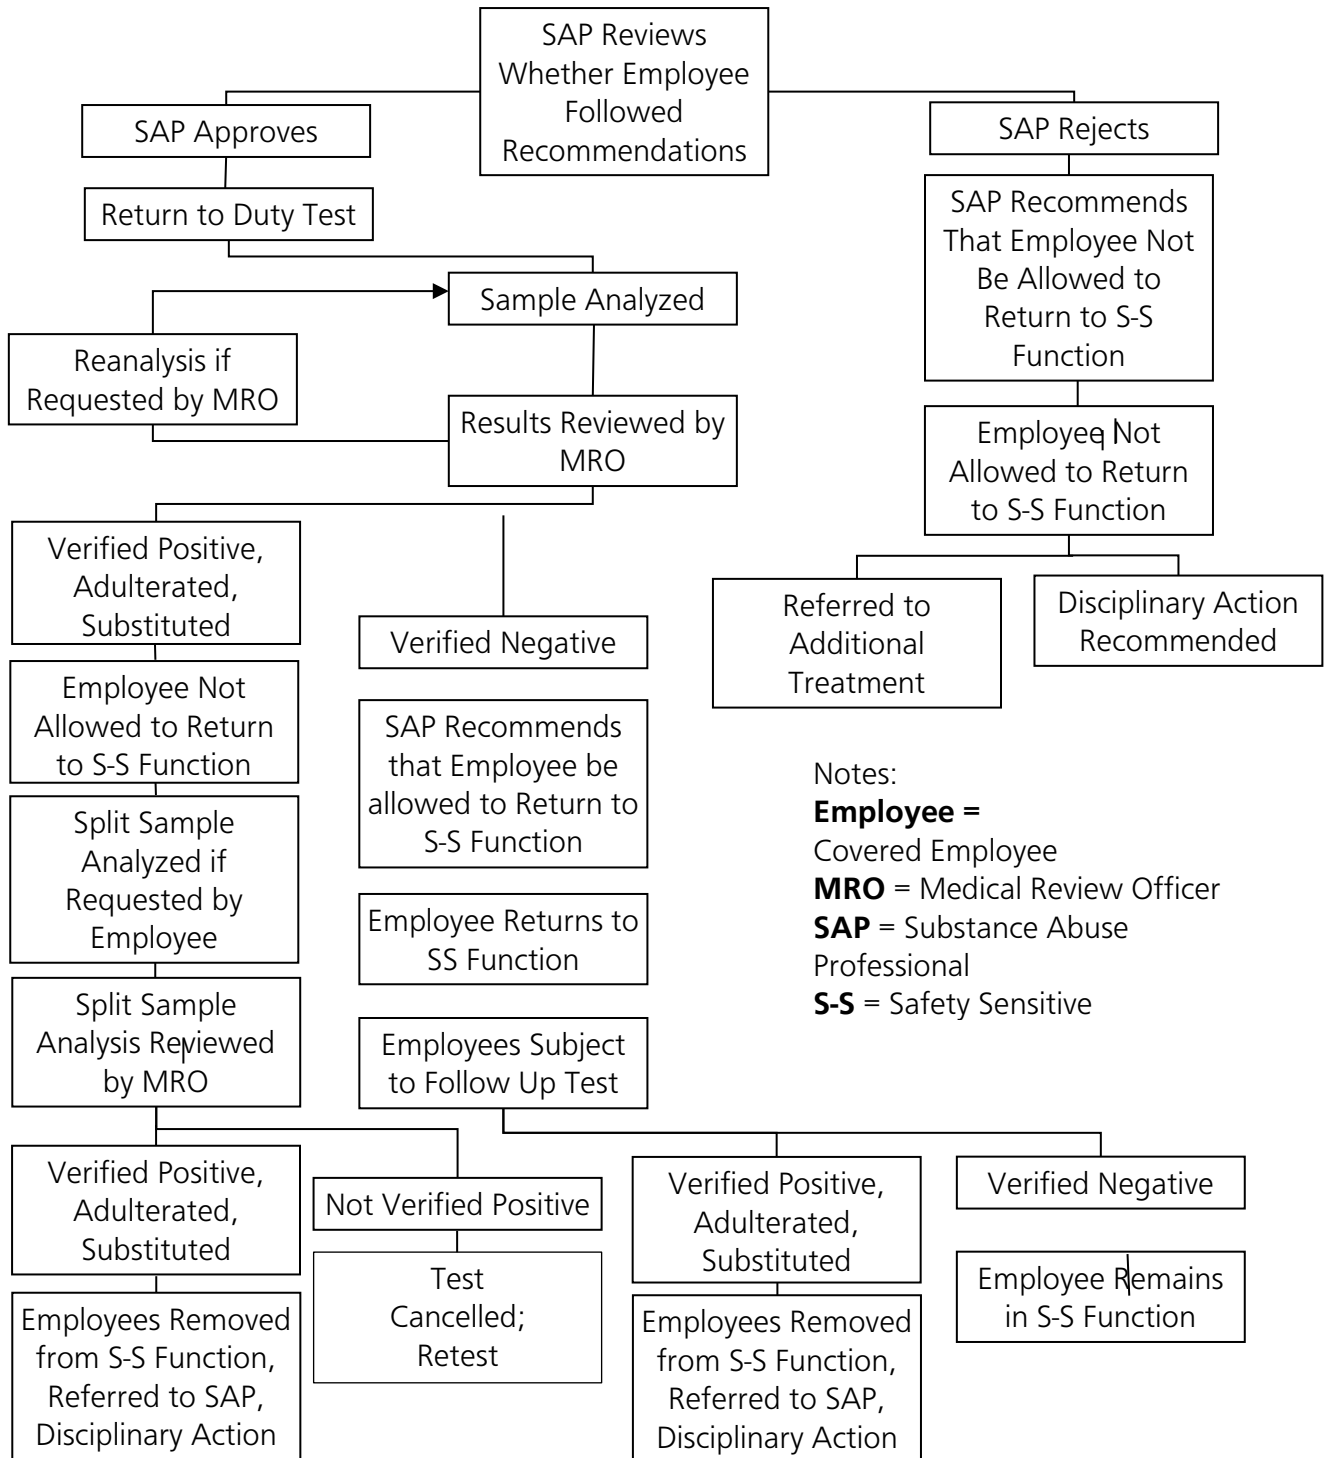 SAP Reviews
Whether Employee
Followed
Recommendations
SAP Approves
SAP Rejects
Return to Duty Test
SAP Recommends
That Employee Not
Be Allowed to
Return to S-S
Function
Sample Analyzed
Reanalysis if
Requested by MRO
Results Reviewed by
MRO
Employee Not
Allowed to Return
to S-S Function
Verified Positive,
Adulterated,
Substituted
Verified Negative
Referred to
Additional
Treatment
Disciplinary Action
Recommended
Employee Not
Allowed to Return
to S-S Function
SAP Recommends
that Employee be
allowed to Return to
S-S Function
Notes:
Employee =
Covered Employee
MRO = Medical Review Officer
SAP = Substance Abuse
Professional
S-S = Safety Sensitive
Split Sample
Analyzed if
Requested by
Employee
Employee Returns to
SS Function
Split Sample
Analysis Reviewed
by MRO
Employees Subject
to Follow Up Test
Verified Positive,
Adulterated,
Substituted
Not Verified Positive
Verified Positive,
Adulterated,
Substituted
Verified Negative
Employees Removed
from S-S Function,
Referred to SAP,
Disciplinary Action
Test
Cancelled;
Retest
Employees Removed
from S-S Function,
Referred to SAP,
Disciplinary Action
Employee Remains
in S-S Function